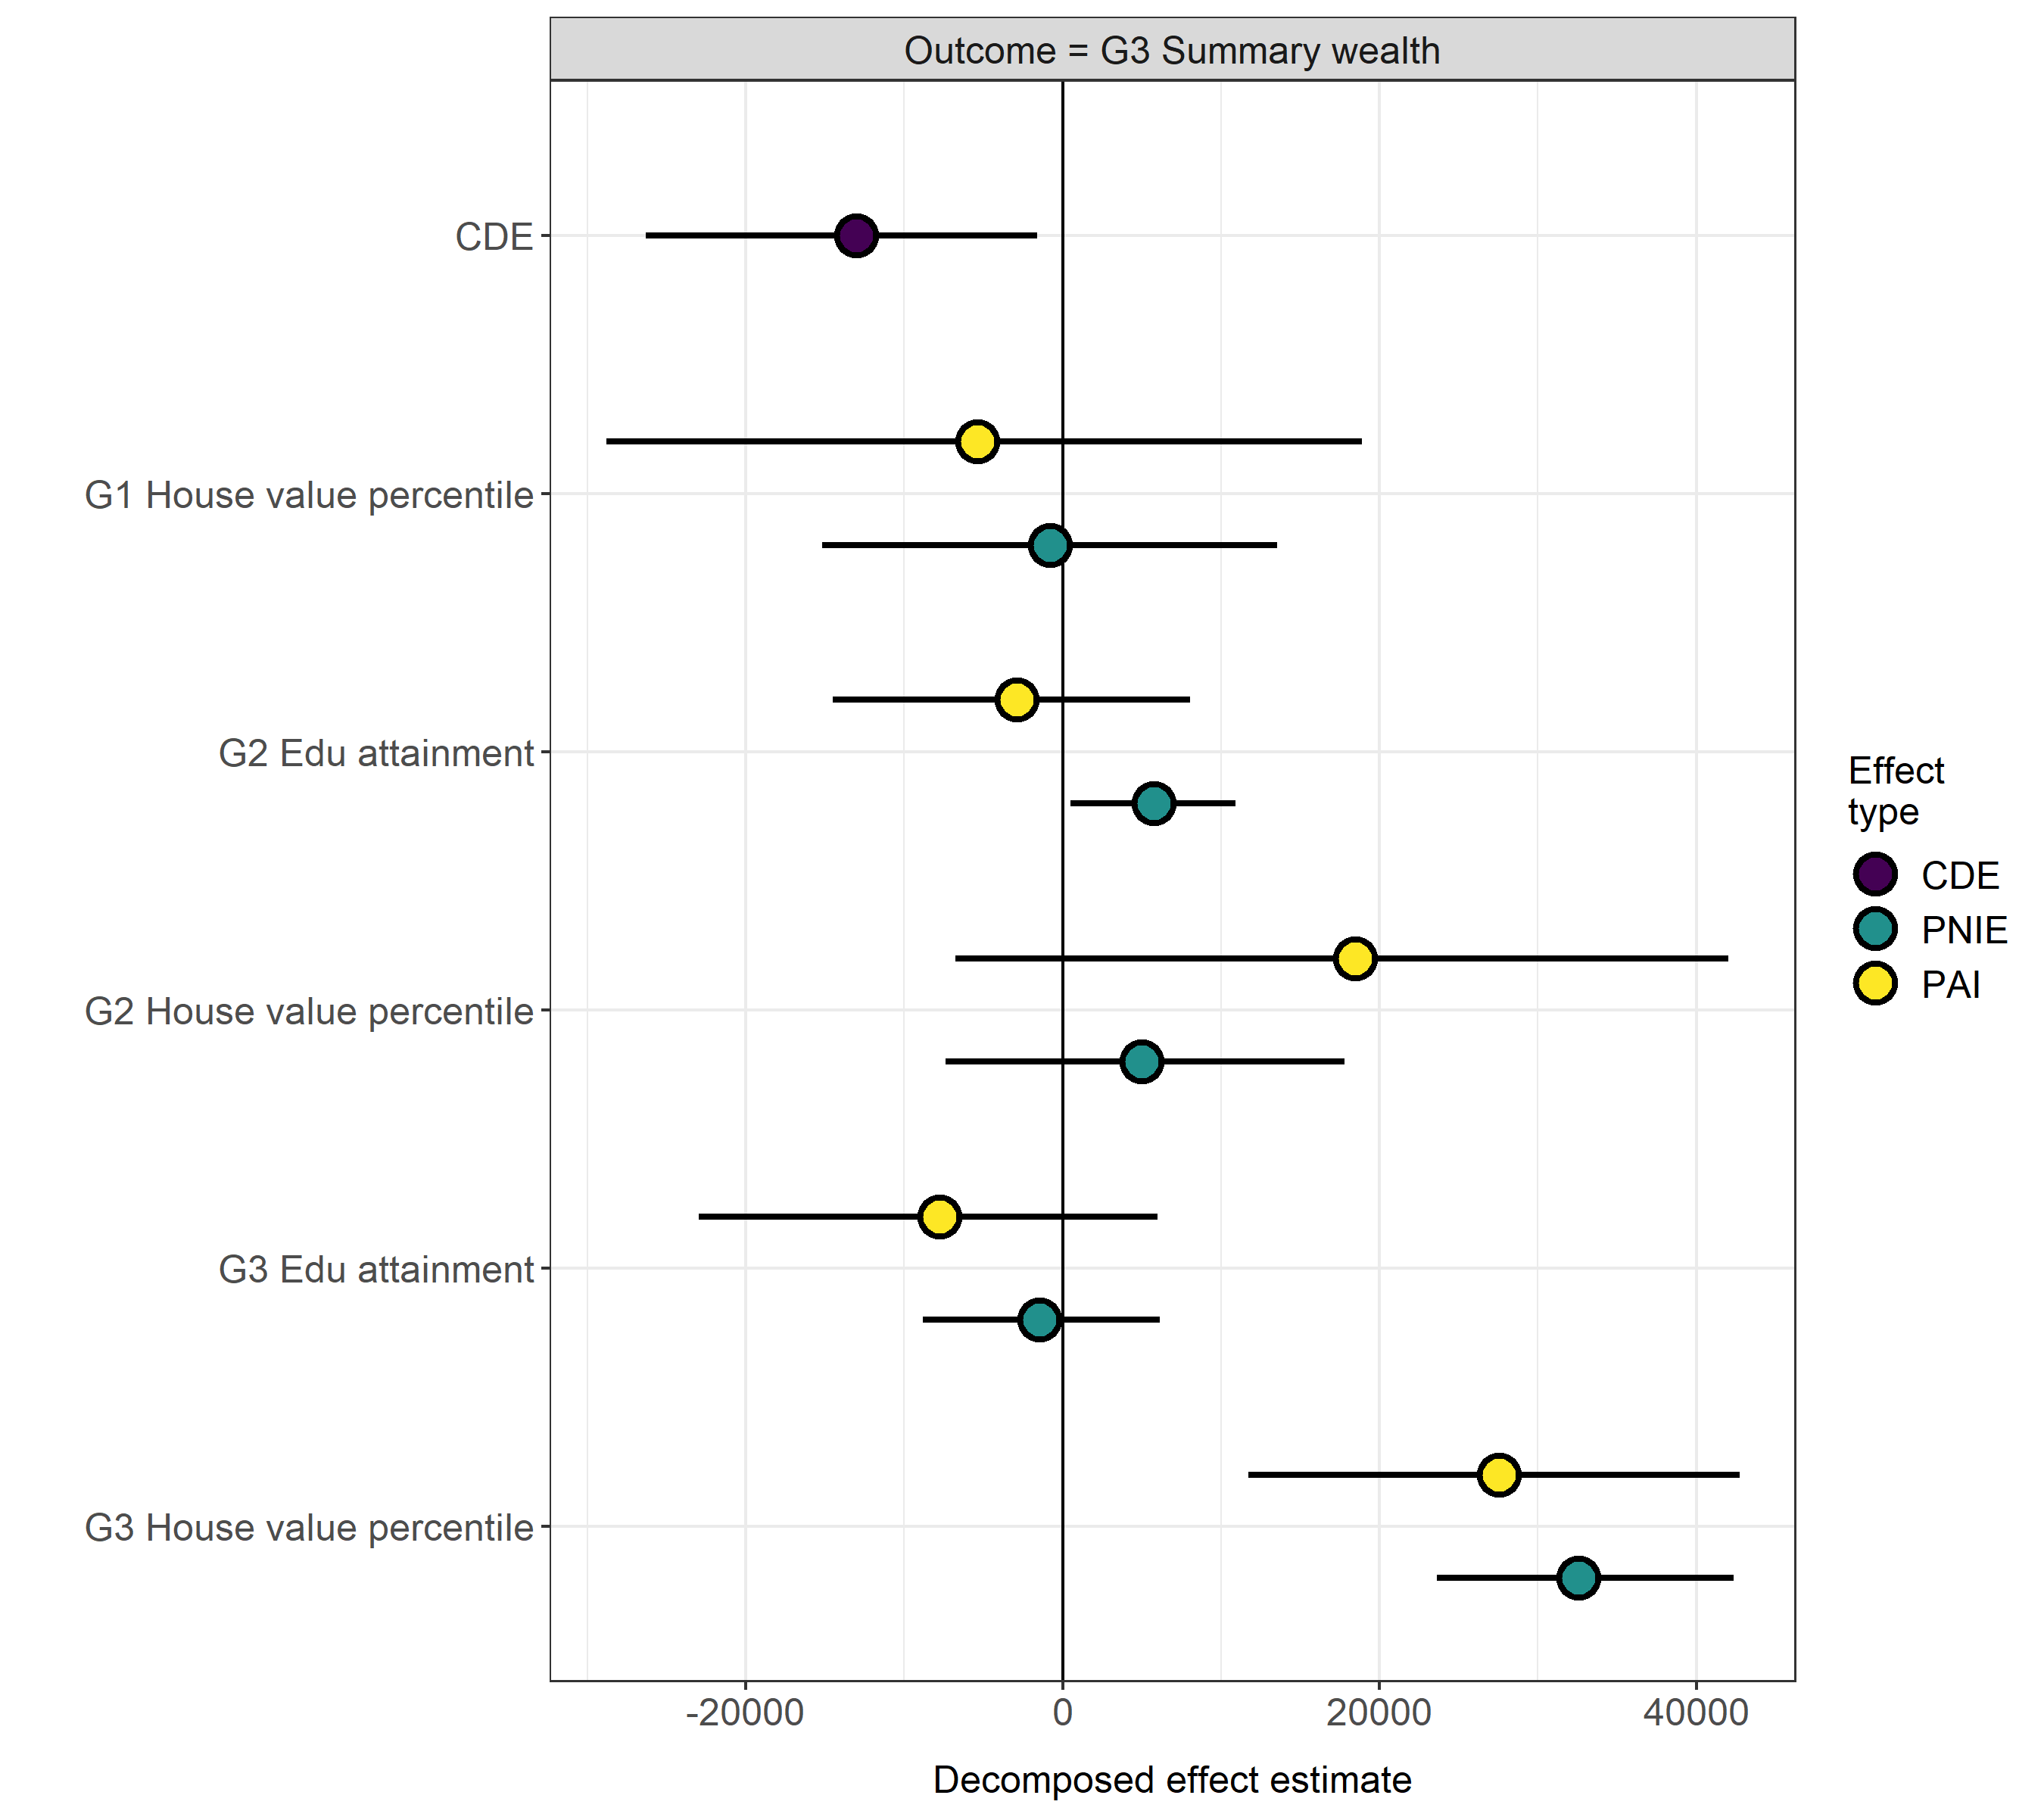 Outcome = G3 Summary wealth
CDE
G1 House value percentile
G2 Edu attainment
G2 House value percentile
G3 Edu attainment
G3 House value percentile
-20000
0
20000
40000
Decomposed effect estimate
Effect
type
CDE
PNIE
PAI